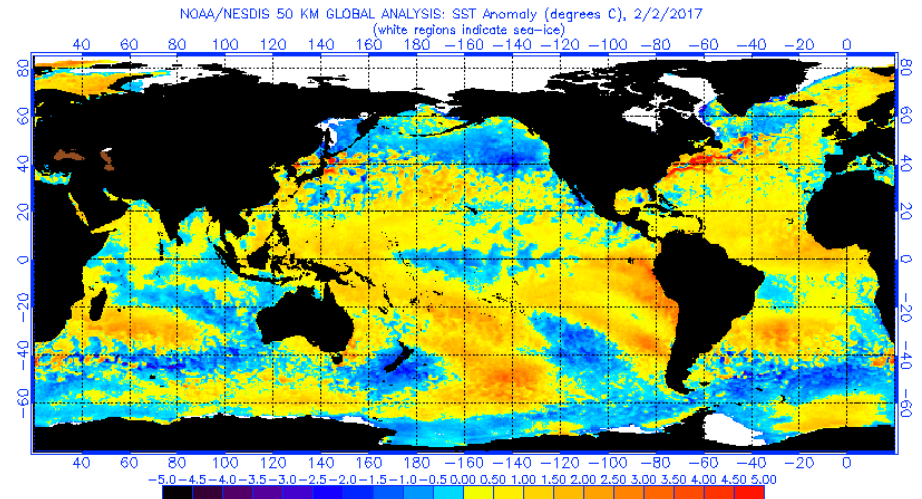 NOAA/NESDIS 50 KM GLOBAL ANALYSIS: SST Anomaly (degrees C), 2/2/2017
(white regions indicate sea-ice)
40 60 80 100 120 140 160 180 -160 -140 -120 -100 -80 -60 -40 -20 0
80 80
60 60
40 40
20 20
0 0
-20 -20
-40 -40
-60 -60
40 60 80 100 120 140 160 180 -160 -140 -120 -100 -80 -60 -40 -20 0
-5.0 -4.5 -4.0 -3.5 -3.0 -2.5 -2.0 -1.5 -1.0 -0.5 0.00 0.50 1.00 1.50 2.00 2.50 3.00 3.50 4.00 4.50 5.00